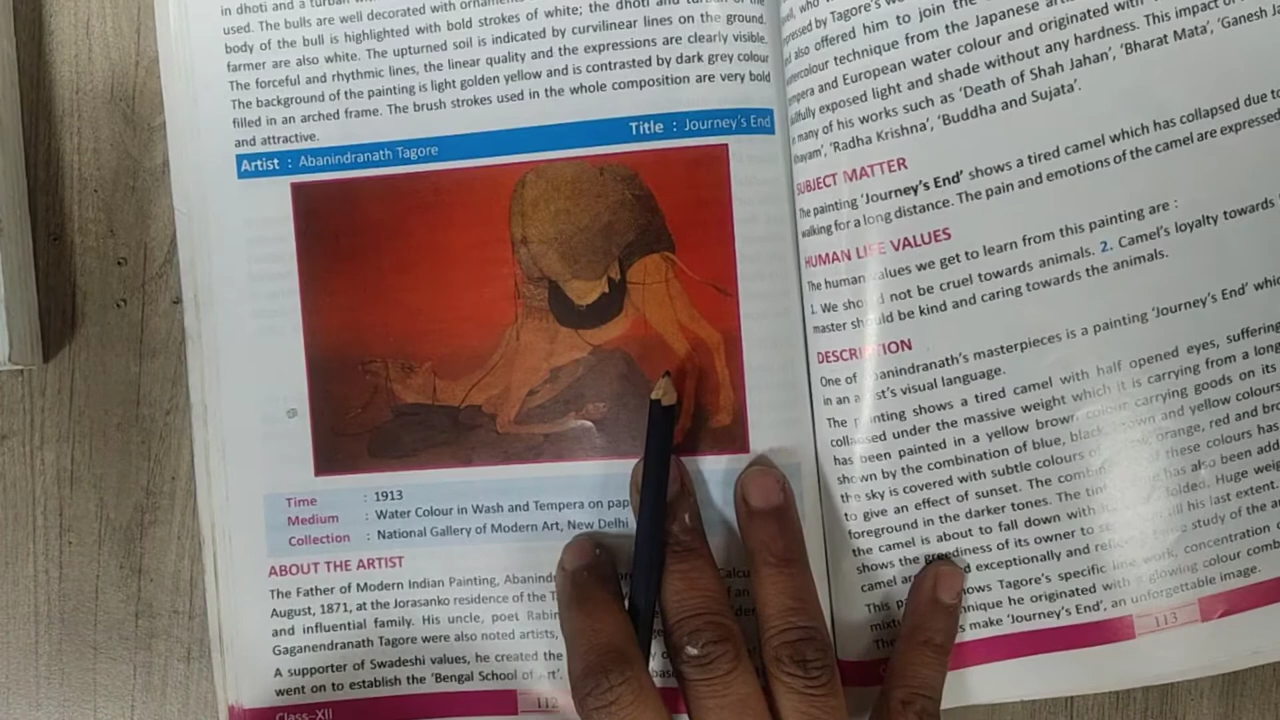 in dhoti and a turban
used. The bulls are well decorated with
body of the bull is highlighted with bold strokes of white; the dhoti and
farmer are also white. The upturned soil is indicated by curvilinear lines on the ground.
The forceful and rhythmic lines, the linear quality and the expressions are clearly visible.
The background of the painting is light golden yellow and is contrasted by dark grey colour
filled in an arched frame. The brush strokes used in the whole composition are very bold
and attractive.
Artist : Abanindranath Tagore Title : Journey's End
Time : 1913
Medium : Water Colour in Wash and Tempera on pap
Collection : National Gallery of Modern Art, New Delhi
ABOUT THE ARTIST
The Father of Modern Indian Painting, Abanind Calcu
August, 1871, at the Jorasanko residence of the T
and influential family. His uncle, poet Rabin
Gaganendranath Tagore were also noted artists,
A supporter of Swadeshi values, he created the
went on to establish the 'Bengal School of Art'.
Class-XII 112
by Tagore's
also offered him to join the
technique from the Japanese
and European water colour and originated with
exposed light and shade without any hardness. This impact
many of his works such as 'Death of Shah Jahan', 'Bharat Mata', 'Ganesh
'Radha Krishna', 'Buddha and Sujata'.
SUBJECT MATTER
The painting 'Journey's End' shows a tired camel which has collapsed due to
walking for a long distance. The pain and emotions of the camel are expressed
HUMAN LIFE VALUES
The human values we get to learn from this painting are :
1. We should not be cruel towards animals. 2. Camel's loyalty towards
master should be kind and caring towards the animals.
DESCRIPTION
One of Abanindranath's masterpieces is a painting 'Journey's End'
in an artist's visual language.
The painting shows a tired camel with half opened eyes, suffering
collapsed under the massive weight which it is carrying from a long
has been painted in a yellow brown colour carrying goods on its
shown by the combination of blue, black, brown and yellow colours
the sky is covered with subtle colours of orange, red and
to give an effect of sunset. The these colours has
foreground in the darker tones. The has also been
the camel is about to fall down with folded. Huge
shows the greediness of its owner to till his last extent.
camel are exceptionally and study of the
This shows Tagore's specific line work, concentration
technique he originated with glowing colour
make 'Journey's End', an unforgettable image.
113